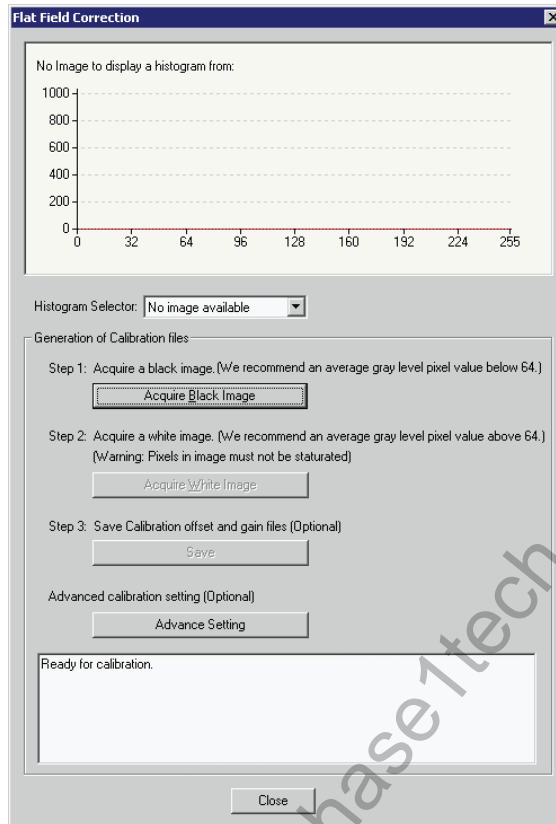 Flat Field Correction
No Image to display a histogram from:
1000
800
600
400
200
0
0 32 64 96 128 160 192 224 255
Histogram Selector: No image available
Generation of Calibration files
Step 1: Acquire a black image. (We recommend an average gray level pixel value below 64.)
Acquire Black Image
Step 2: Acquire a white image. (We recommend an average gray level pixel value above 64.)
(Warning: Pixels in image must not be staturated)
Acquire White Image
Step 3: Save Calibration offset and gain files (Optional)
Save
Advanced calibration setting (Optional)
Advance Setting
Ready for calibration.
Close
hase1tech